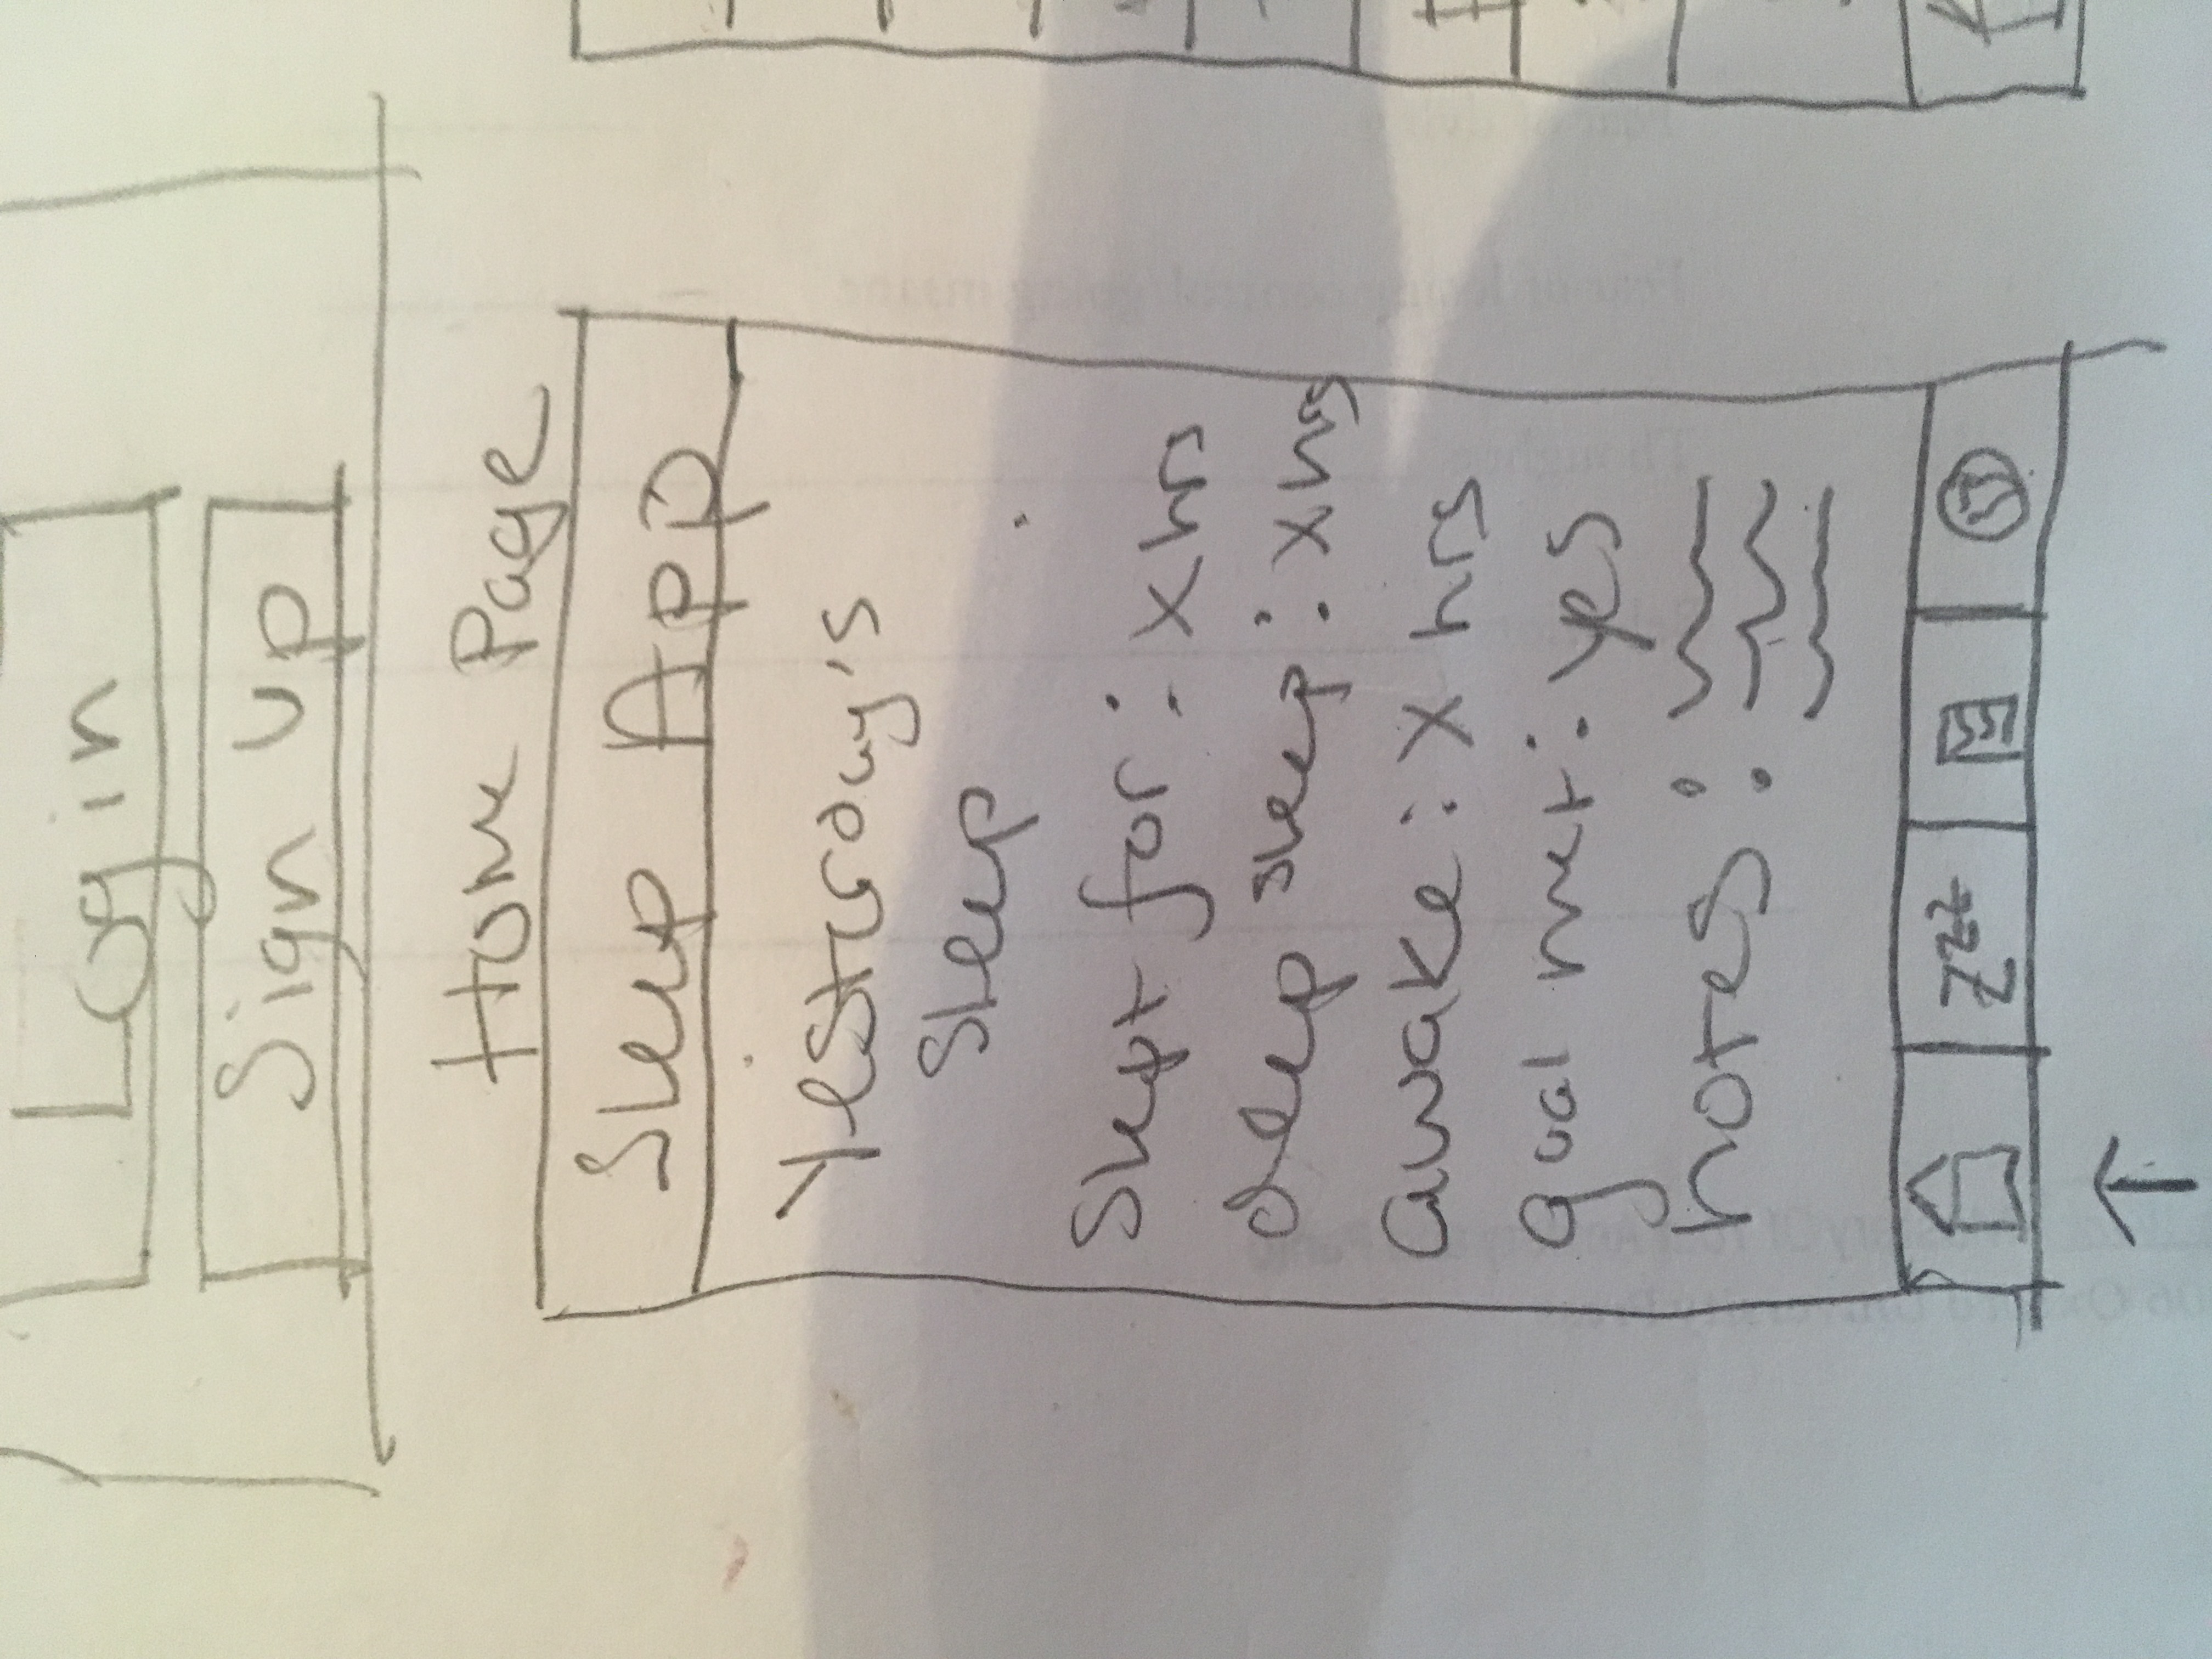 Login
Sign Up
Home Page
Sleep App
Yesterday's
Sleep
Slept for: x hrs
deep sleep: x hrs
awake: x hrs
goal met: yes
notes:
zzz